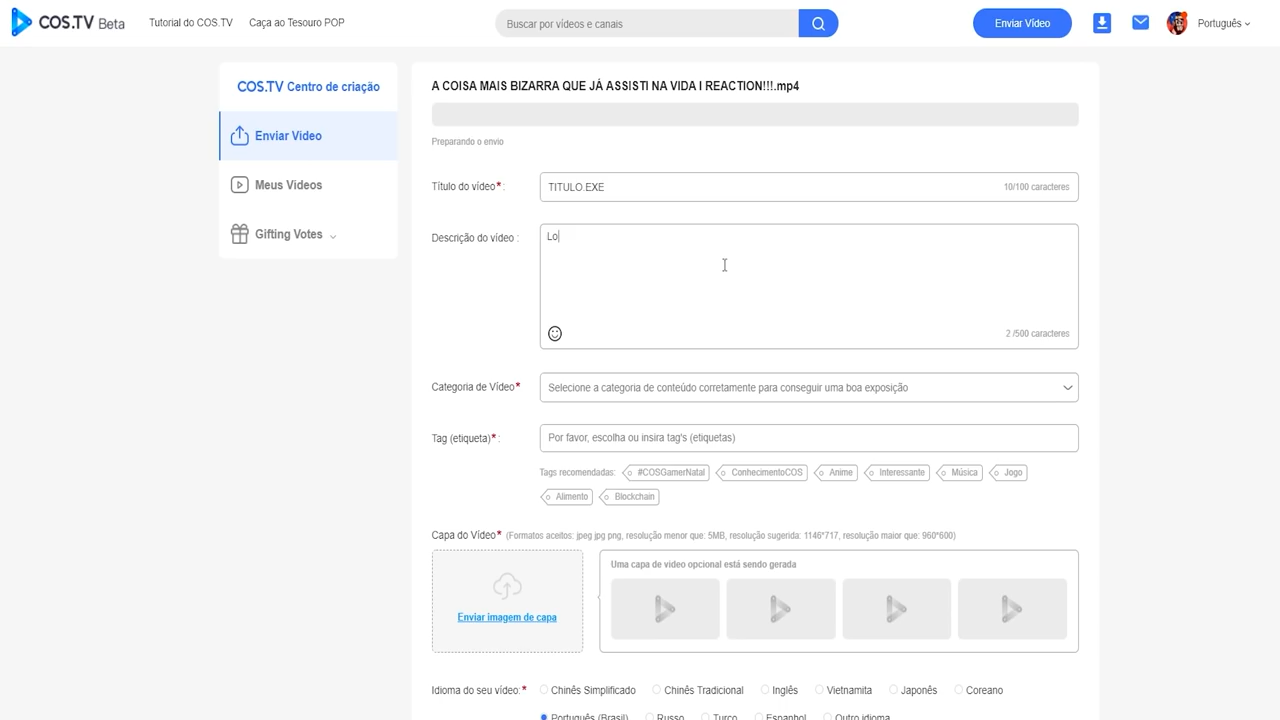 COS.TV Beta Tutorial do COS.TV Caça ao Tesouro POP Buscar por vídeos e canais Enviar Vídeo Português
COS.TV Centro de criação
Enviar Video
Meus Videos
Gifting Votes
A COISA MAIS BIZARRA QUE JÁ ASSISTI NA VIDA I REACTION!!!.mp4
Preparando o envio
Título do vídeo*: TITULO.EXE 10/100 caracteres
Descrição do vídeo : Lo
2 /500 caracteres
Categoria de Vídeo* Selecione a categoria de conteúdo corretamente para conseguir uma boa exposição
Tag (etiqueta)*: Por favor, escolha ou insira tag's (etiquetas)
Tags recomendadas: #COSGamerNatal ConhecimentoCOS Anime Interessante Música Jogo
Alimento Blockchain
Capa do Vídeo* (Formatos aceitos: jpeg jpg png, resolução menor que: 5MB, resolução sugerida: 1146*717, resolução maior que: 960*600)
Uma capa de video opcional está sendo gerada
Enviar imagem de capa
Idioma do seu vídeo:* Chinês Simplificado Chinês Tradicional Inglês Vietnamita Japonês Coreano
Português (Brasil) Russo Turco Espanhol Outro idioma